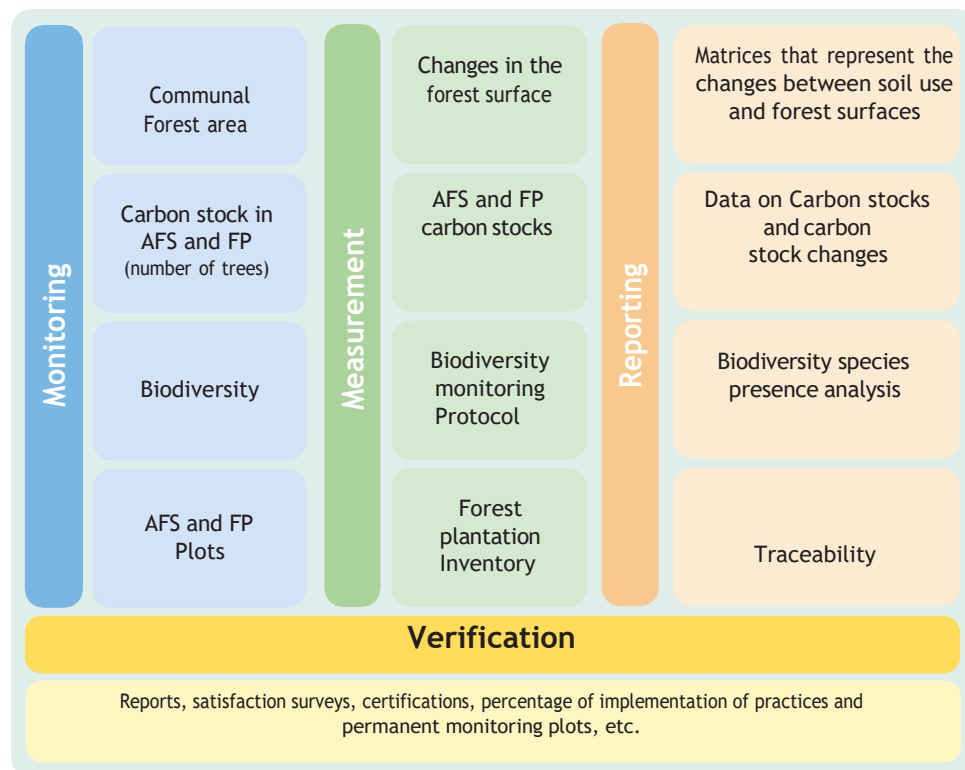 Monitoring
Communal
Forest area
Carbon stock in
AFS and FP
(number of trees)
Biodiversity
AFS and FP
Plots
Measurement
Changes in the
forest surface
AFS and FP
carbon stocks
Biodiversity
monitoring
Protocol
Forest
plantation
Inventory
Reporting
Matrices that represent the
changes between soil use
and forest surfaces
Data on Carbon stocks
and carbon
stock changes
Biodiversity species
presence analysis
Traceability
Verification
Reports, satisfaction surveys, certifications, percentage of implementation of practices and
permanent monitoring plots, etc.